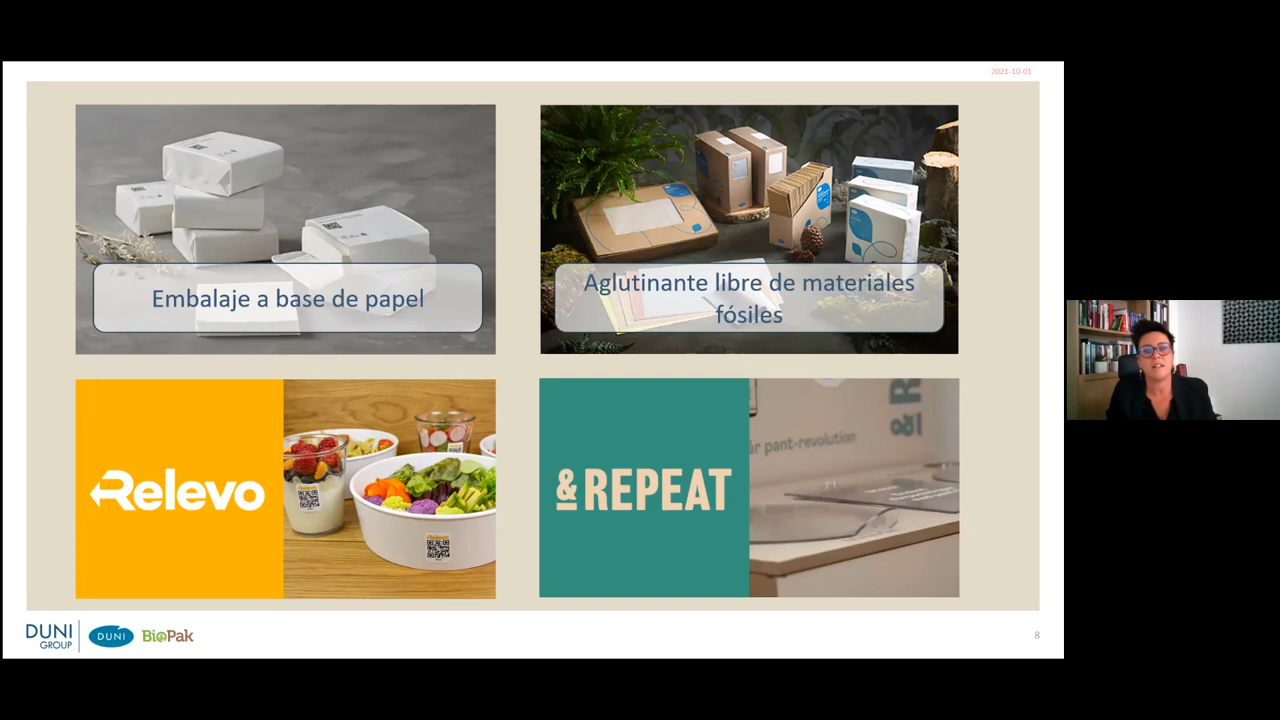 2021-10-01
Embalaje a base de papel
Aglutinante libre de materiales
fósiles
Relevo
&REPEAT
år pant-revolution
& R
DUNI
GROUP
DUNI
BioPak
8